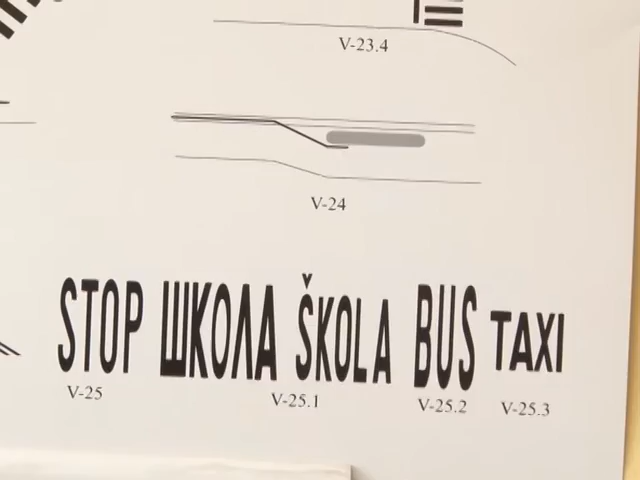 V-23.4
V-24
STOP ШКОЛА ŠKOLA BUS TAXI
V-25 V-25.1 V-25.2 V-25.3